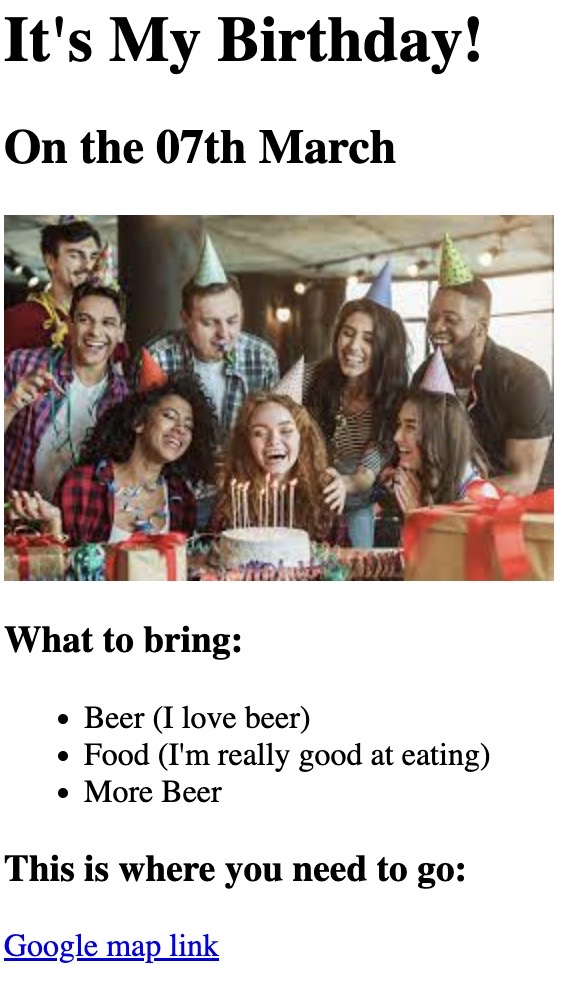 It's My Birthday!
On the 07th March
What to bring:
Beer (I love beer)
Food (I'm really good at eating)
More Beer
This is where you need to go:
Google map link